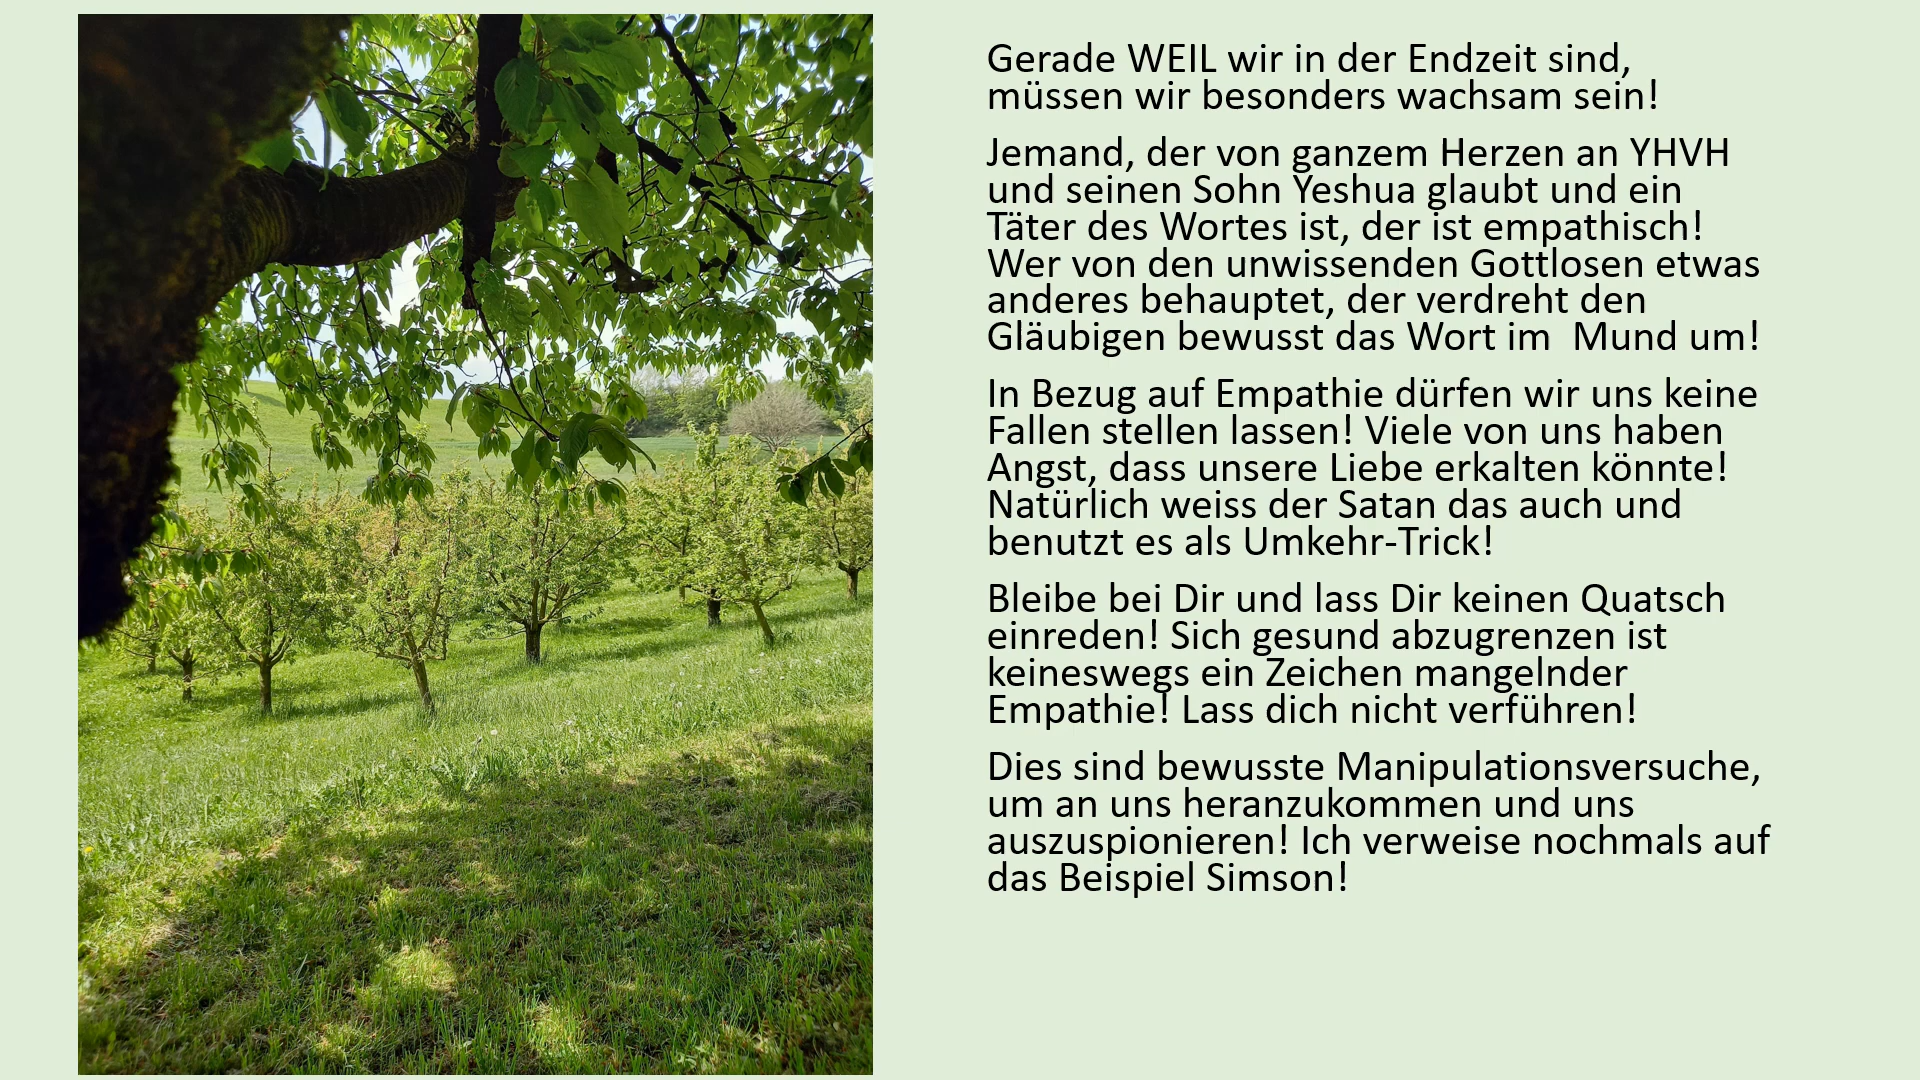 Gerade WEIL wir in der Endzeit sind,
müssen wir besonders wachsam sein!
Jemand, der von ganzem Herzen an YHVH
und seinen Sohn Yeshua glaubt und ein
Täter des Wortes ist, der ist empathisch!
Wer von den unwissenden Gottlosen etwas
anderes behauptet, der verdreht den
Gläubigen bewusst das Wort im  Mund um!
In Bezug auf Empathie dürfen wir uns keine
Fallen stellen lassen! Viele von uns haben
Angst, dass unsere Liebe erkalten könnte!
Natürlich weiss der Satan das auch und
benutzt es als Umkehr-Trick!
Bleibe bei Dir und lass Dir keinen Quatsch
einreden! Sich gesund abzugrenzen ist
keineswegs ein Zeichen mangelnder
Empathie! Lass dich nicht verführen!
Dies sind bewusste Manipulationsversuche,
um an uns heranzukommen und uns
auszuspionieren! Ich verweise nochmals auf
das Beispiel Simson!